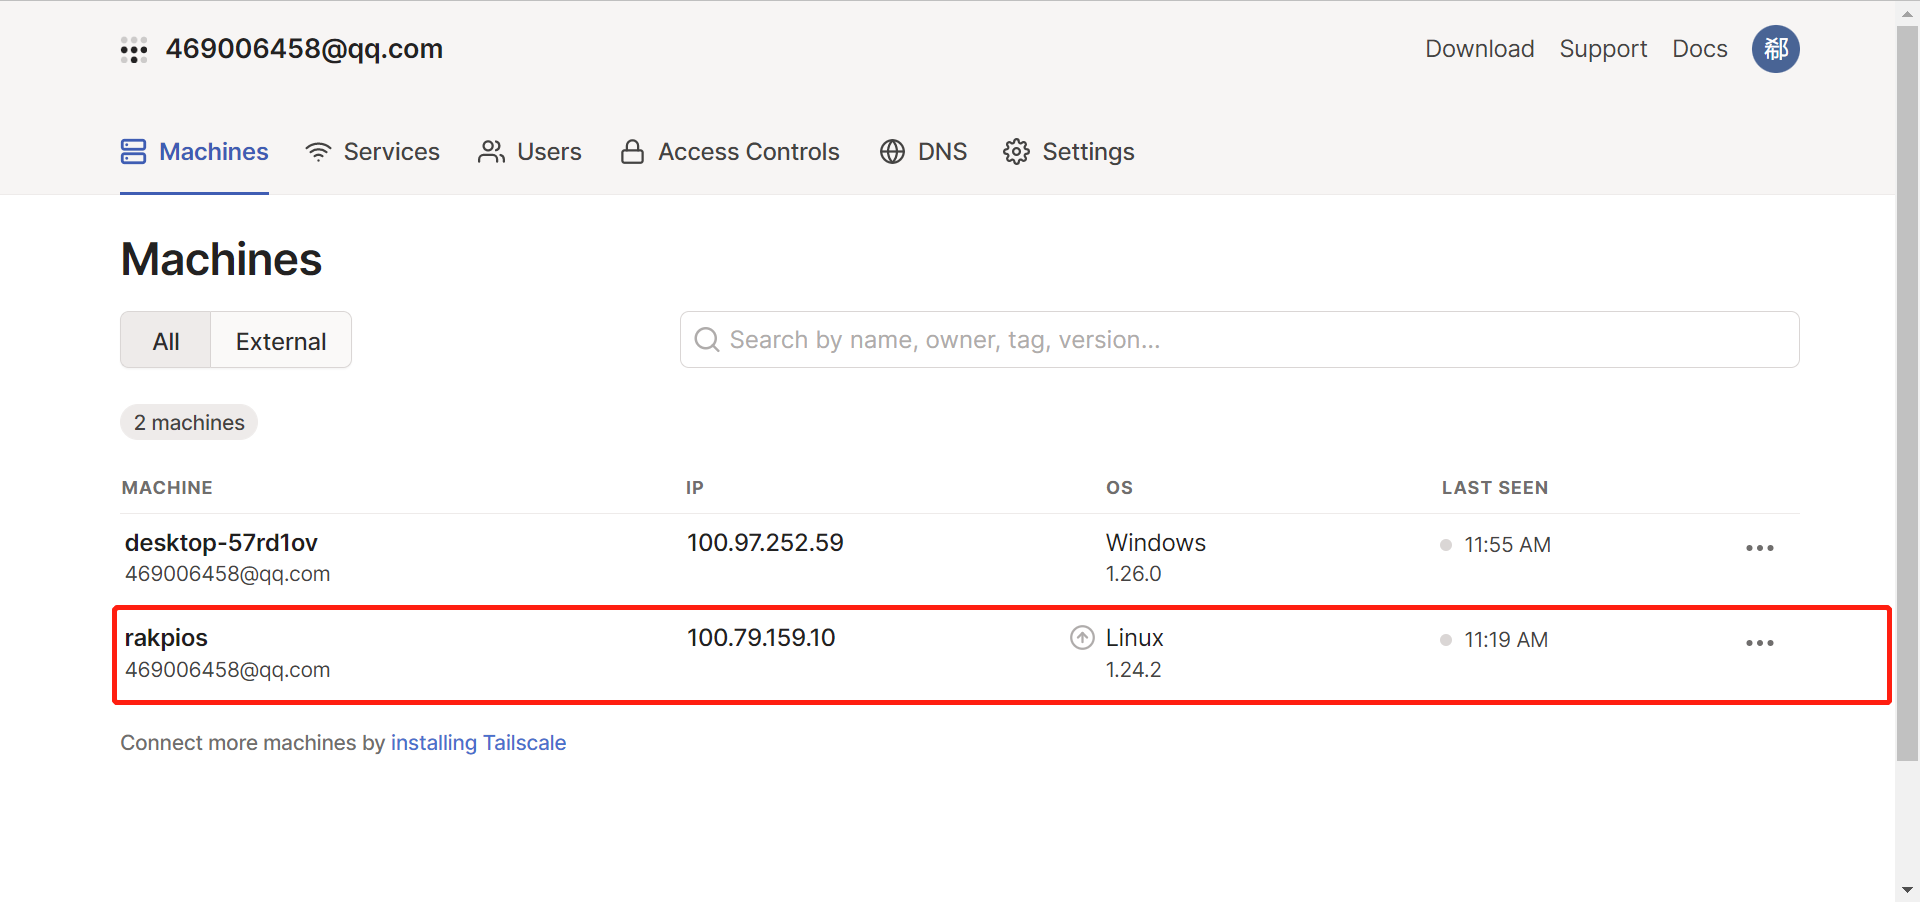 469006458@qq.com
Download Support Docs 郗
Machines Services Users Access Controls DNS Settings
Machines
All External
Search by name, owner, tag, version...
2 machines
MACHINE IP OS LAST SEEN
desktop-57rd1ov 100.97.252.59 Windows 11:55 AM
469006458@qq.com 1.26.0
rakpios 100.79.159.10 Linux 11:19 AM
469006458@qq.com 1.24.2
Connect more machines by installing Tailscale